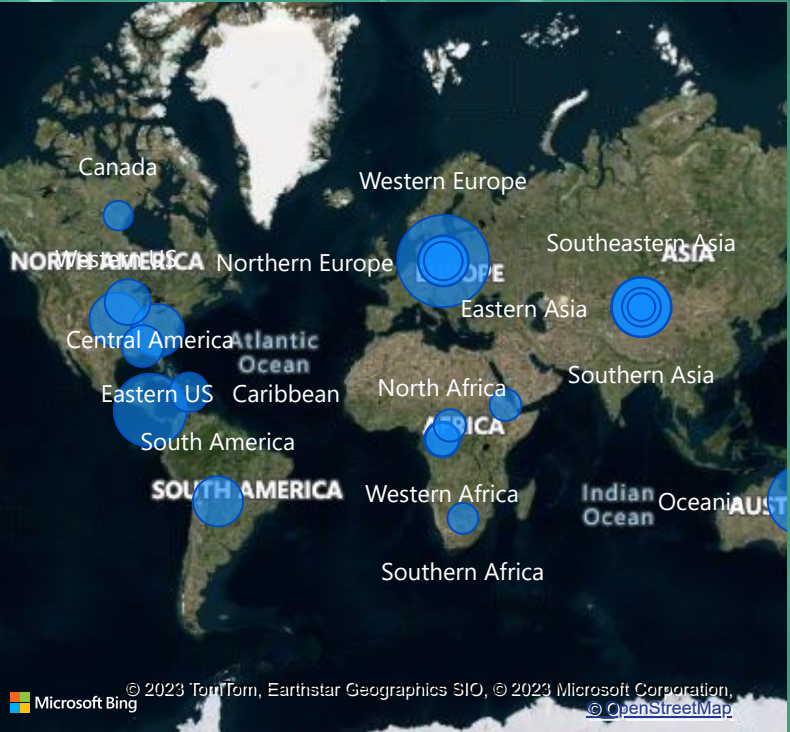 Canada
Western Europe
Southeastern Asia
ASIA
NORTH AMERICA
Western US
Northern Europe
EUROPE
Eastern Asia
Central America
Atlantic
Ocean
Southern Asia
North Africa
Eastern US
Caribbean
AFRICA
South America
SOUTH AMERICA
Western Africa
Indian
Ocean
Oceania
AUST
Southern Africa
© 2023 TomTom, Earthstar Geographics SIO, © 2023 Microsoft Corporation,
© OpenStreetMap
Microsoft Bing